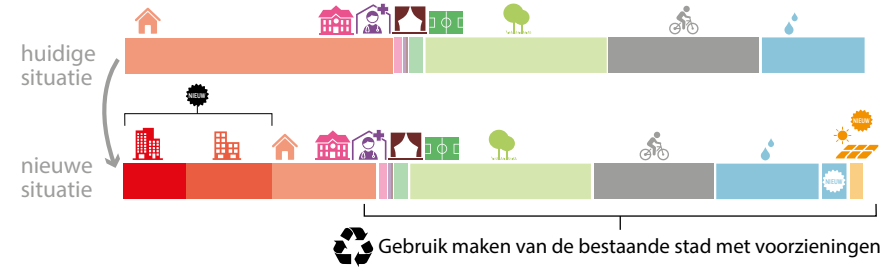 huidige
situatie
NIEUW
NIEUW
nieuwe
situatie
NIEUW
Gebruik maken van de bestaande stad met voorzieningen